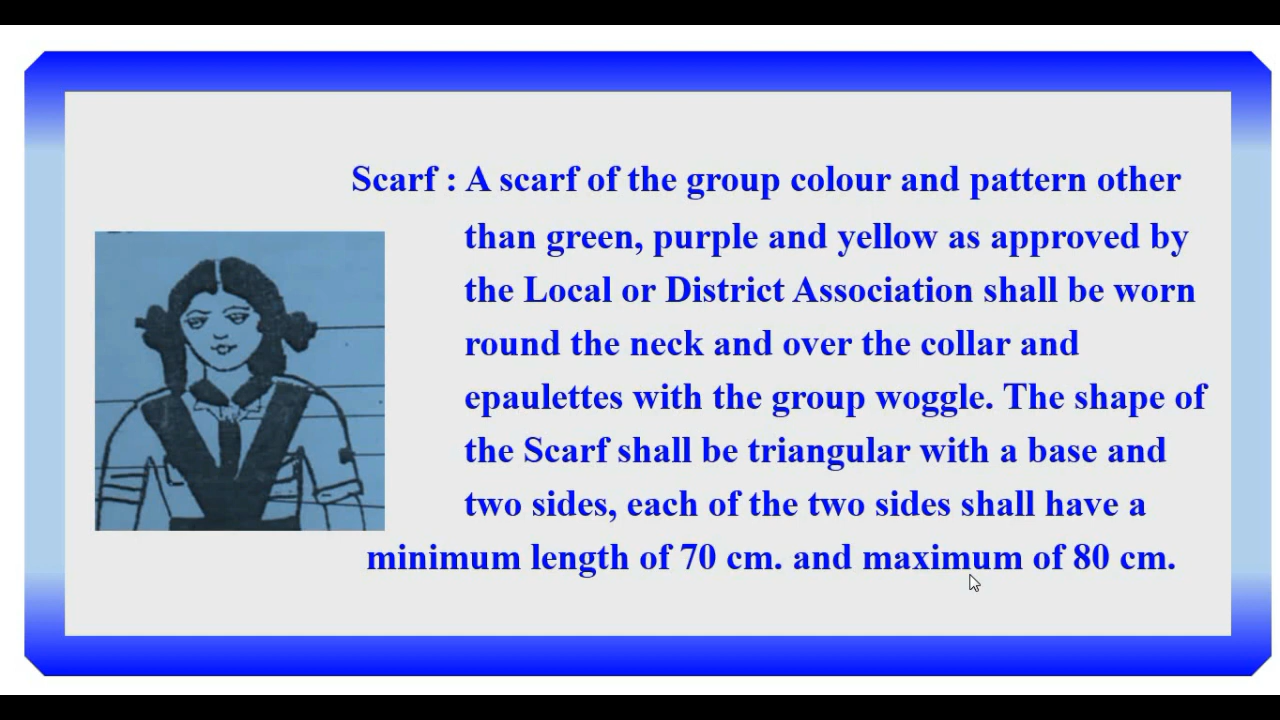 Scarf : A scarf of the group colour and pattern other
than green, purple and yellow as approved by
the Local or District Association shall be worn
round the neck and over the collar and
epaulettes with the group woggle. The shape of
the Scarf shall be triangular with a base and
two sides, each of the two sides shall have a
minimum length of 70 cm. and maximum of 80 cm.